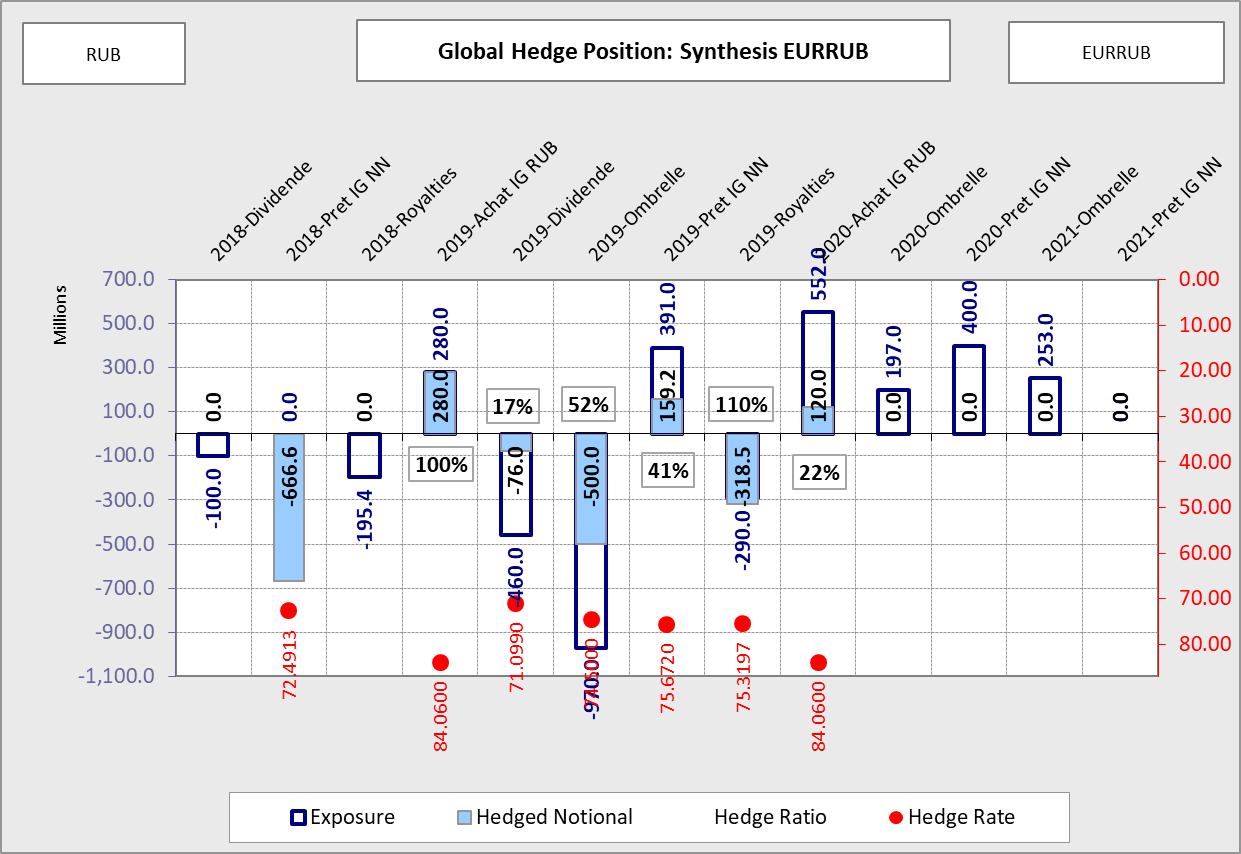 RUB
Global Hedge Position: Synthesis EURRUB
EURRUB
2018-Dividende
2018-Pret IG NN
2018-Royalties
2019-Achat IG RUB
2019-Dividende
2019-Ombrelle
2019-Pret IG NN
2019-Royalties
2020-Achat IG RUB
2020-Ombrelle
2020-Pret IG NN
2021-Ombrelle
2021-Pret IG NN
Millions
700.0
500.0
300.0
100.0
-100.0
-300.0
-500.0
-700.0
-900.0
-1,100.0
0.00
10.00
20.00
30.00
40.00
50.00
60.00
70.00
80.00
0.0
-100.0
0.0
-666.6
72.4913
0.0
-195.4
280.0
280.0
100%
84.0600
17%
-76.0
-460.0
71.0990
52%
-500.0
-970.0
391.0
159.2
41%
75.6720
110%
-318.5
-290.0
75.3197
552.0
120.0
22%
84.0600
197.0
0.0
400.0
0.0
253.0
0.0
0.0
Exposure
Hedged Notional
Hedge Ratio
Hedge Rate